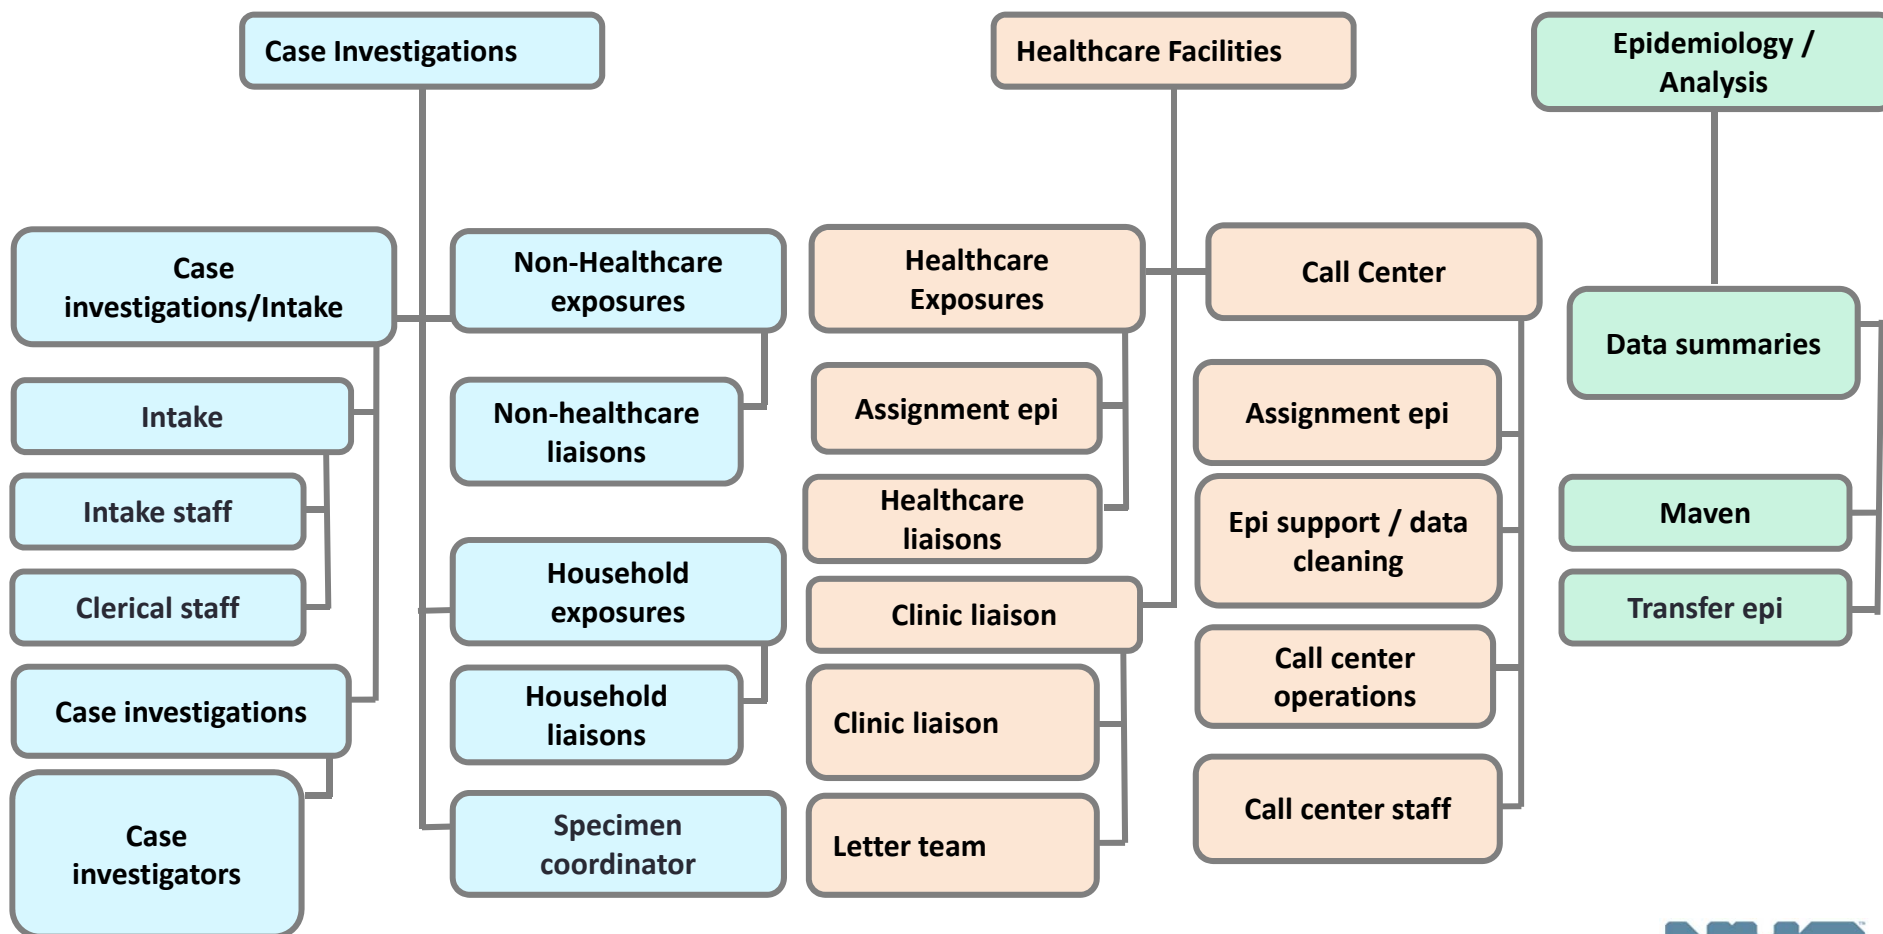 Case Investigations
Healthcare Facilities
Epidemiology /
Analysis
Case
investigations/Intake
Intake
Intake staff
Clerical staff
Case investigations
Case
investigators
Non-Healthcare
exposures
Non-healthcare
liaisons
Household
exposures
Household
liaisons
Specimen
coordinator
Healthcare
Exposures
Assignment epi
Healthcare
liaisons
Clinic liaison
Clinic liaison
Letter team
Call Center
Assignment epi
Epi support / data
cleaning
Call center
operations
Call center staff
Data summaries
Maven
Transfer epi